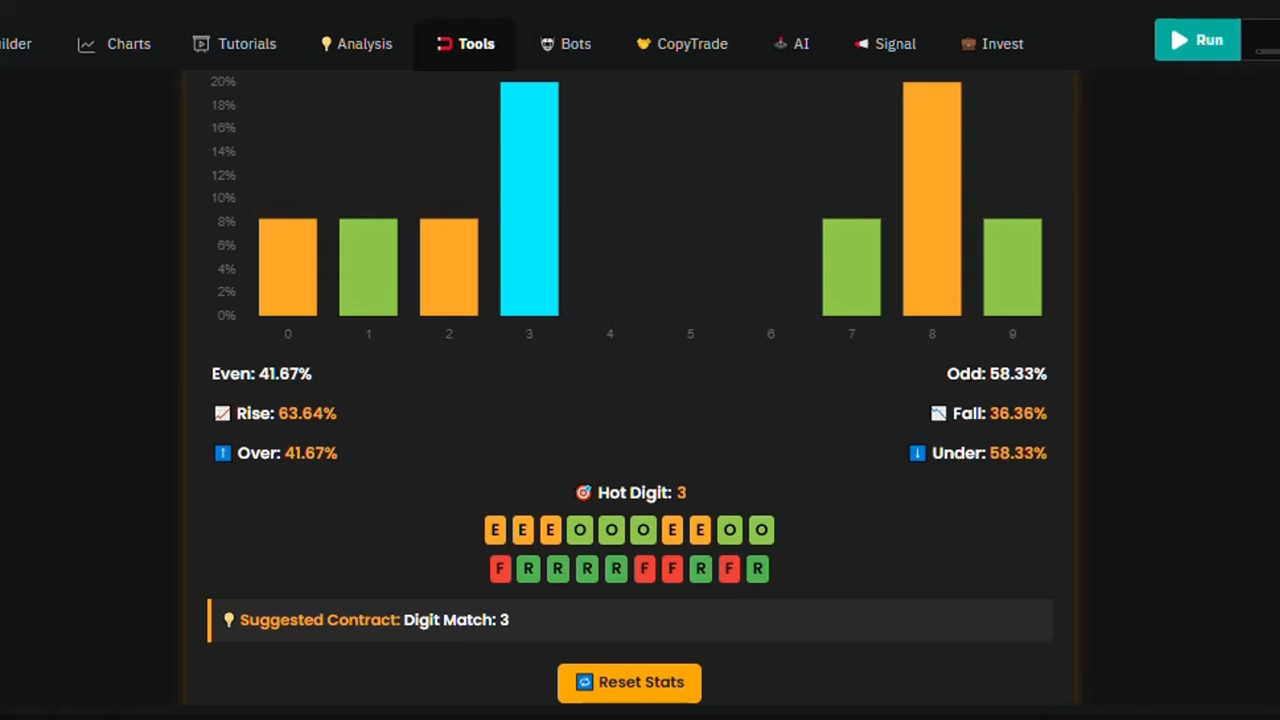 ilder Charts Tutorials Analysis Tools Bots CopyTrade AI Signal Invest Run
20%
18%
16%
14%
12%
10%
8%
6%
4%
2%
0%
0 1 2 3 4 5 6 7 8 9
Even: 41.67% Odd: 58.33%
Rise: 63.64% Fall: 36.36%
Over: 41.67% Under: 58.33%
Hot Digit: 3
E E E O O O E E O O
F R R R R F F R F R
Suggested Contract: Digit Match: 3
Reset Stats